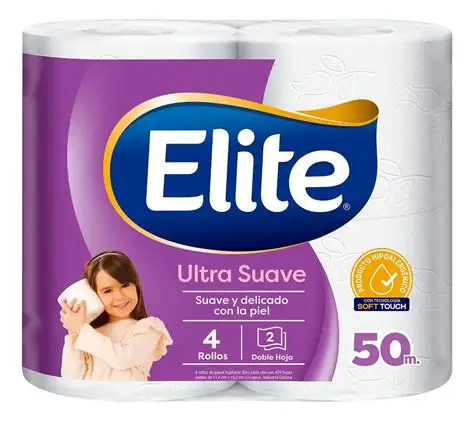 Elite®
Ultra Suave
Suave y delicado
con la piel
4
Rollos
2
Doble Hoja
PRODUCTO HIPOALERGÉNICO
CON TECNOLOGÍA
SOFT TOUCH
50m.